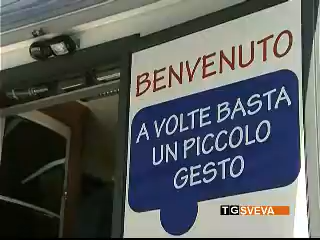 BENVENUTO
A VOLTE BASTA
UN PICCOLO
GESTO
TGSVEVA